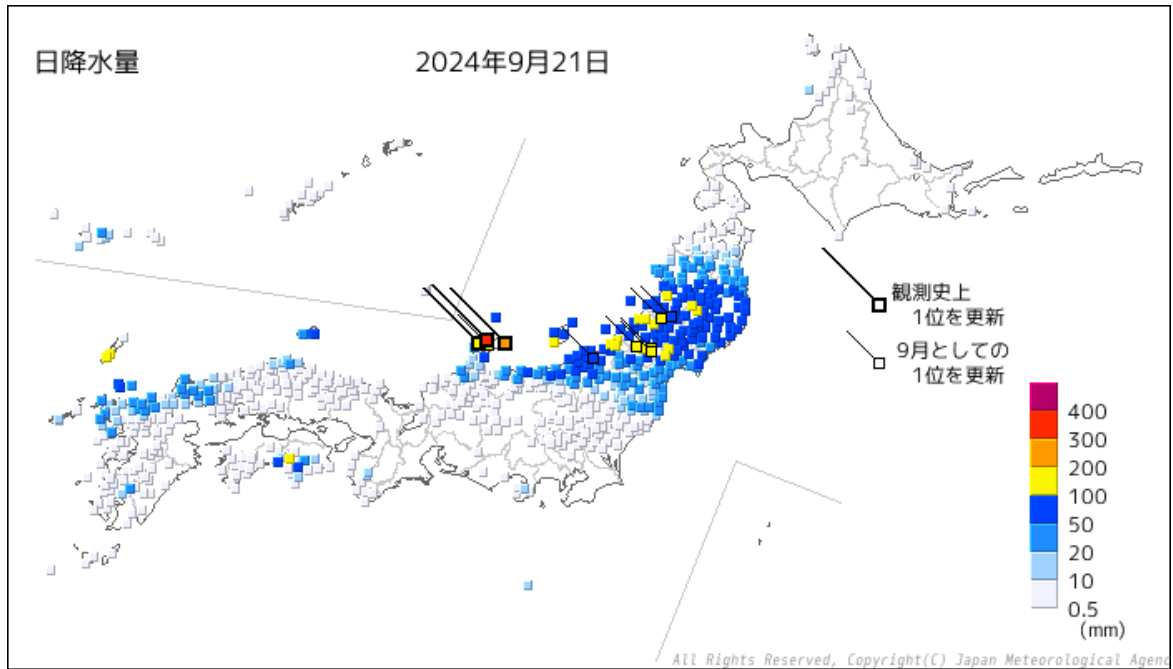 日降水量
2024年9月21日
観測史上
1位を更新
9月としての
1位を更新
400
300
200
100
50
20
10
0.5
(mm)
All Rights Reserved, Copyright(C) Japan Meteorological Agenc